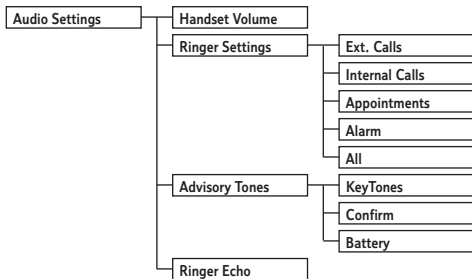 Audio Settings
Handset Volume
Ringer Settings
Ext. Calls
Internal Calls
Appointments
Alarm
All
Advisory Tones
KeyTones
Confirm
Battery
Ringer Echo